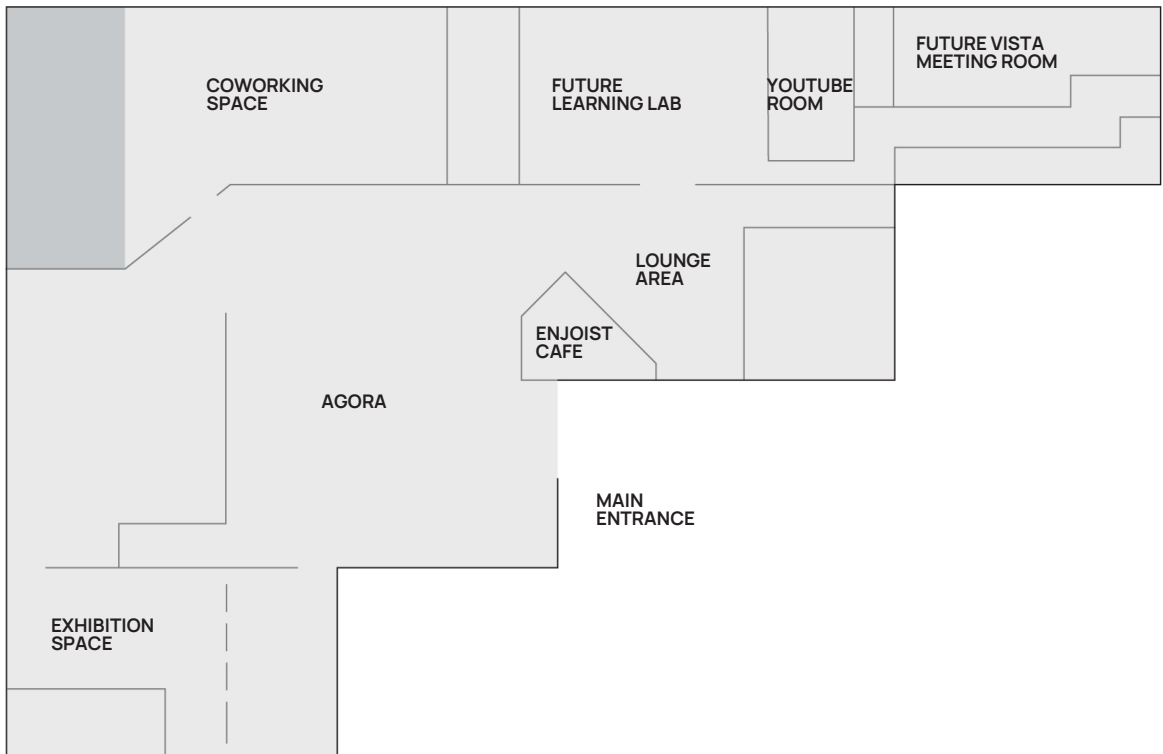 COWORKING
SPACE
FUTURE
LEARNING LAB
YOUTUBE
ROOM
FUTURE VISTA
MEETING ROOM
LOUNGE
AREA
ENJOIST
CAFE
AGORA
MAIN
ENTRANCE
EXHIBITION
SPACE